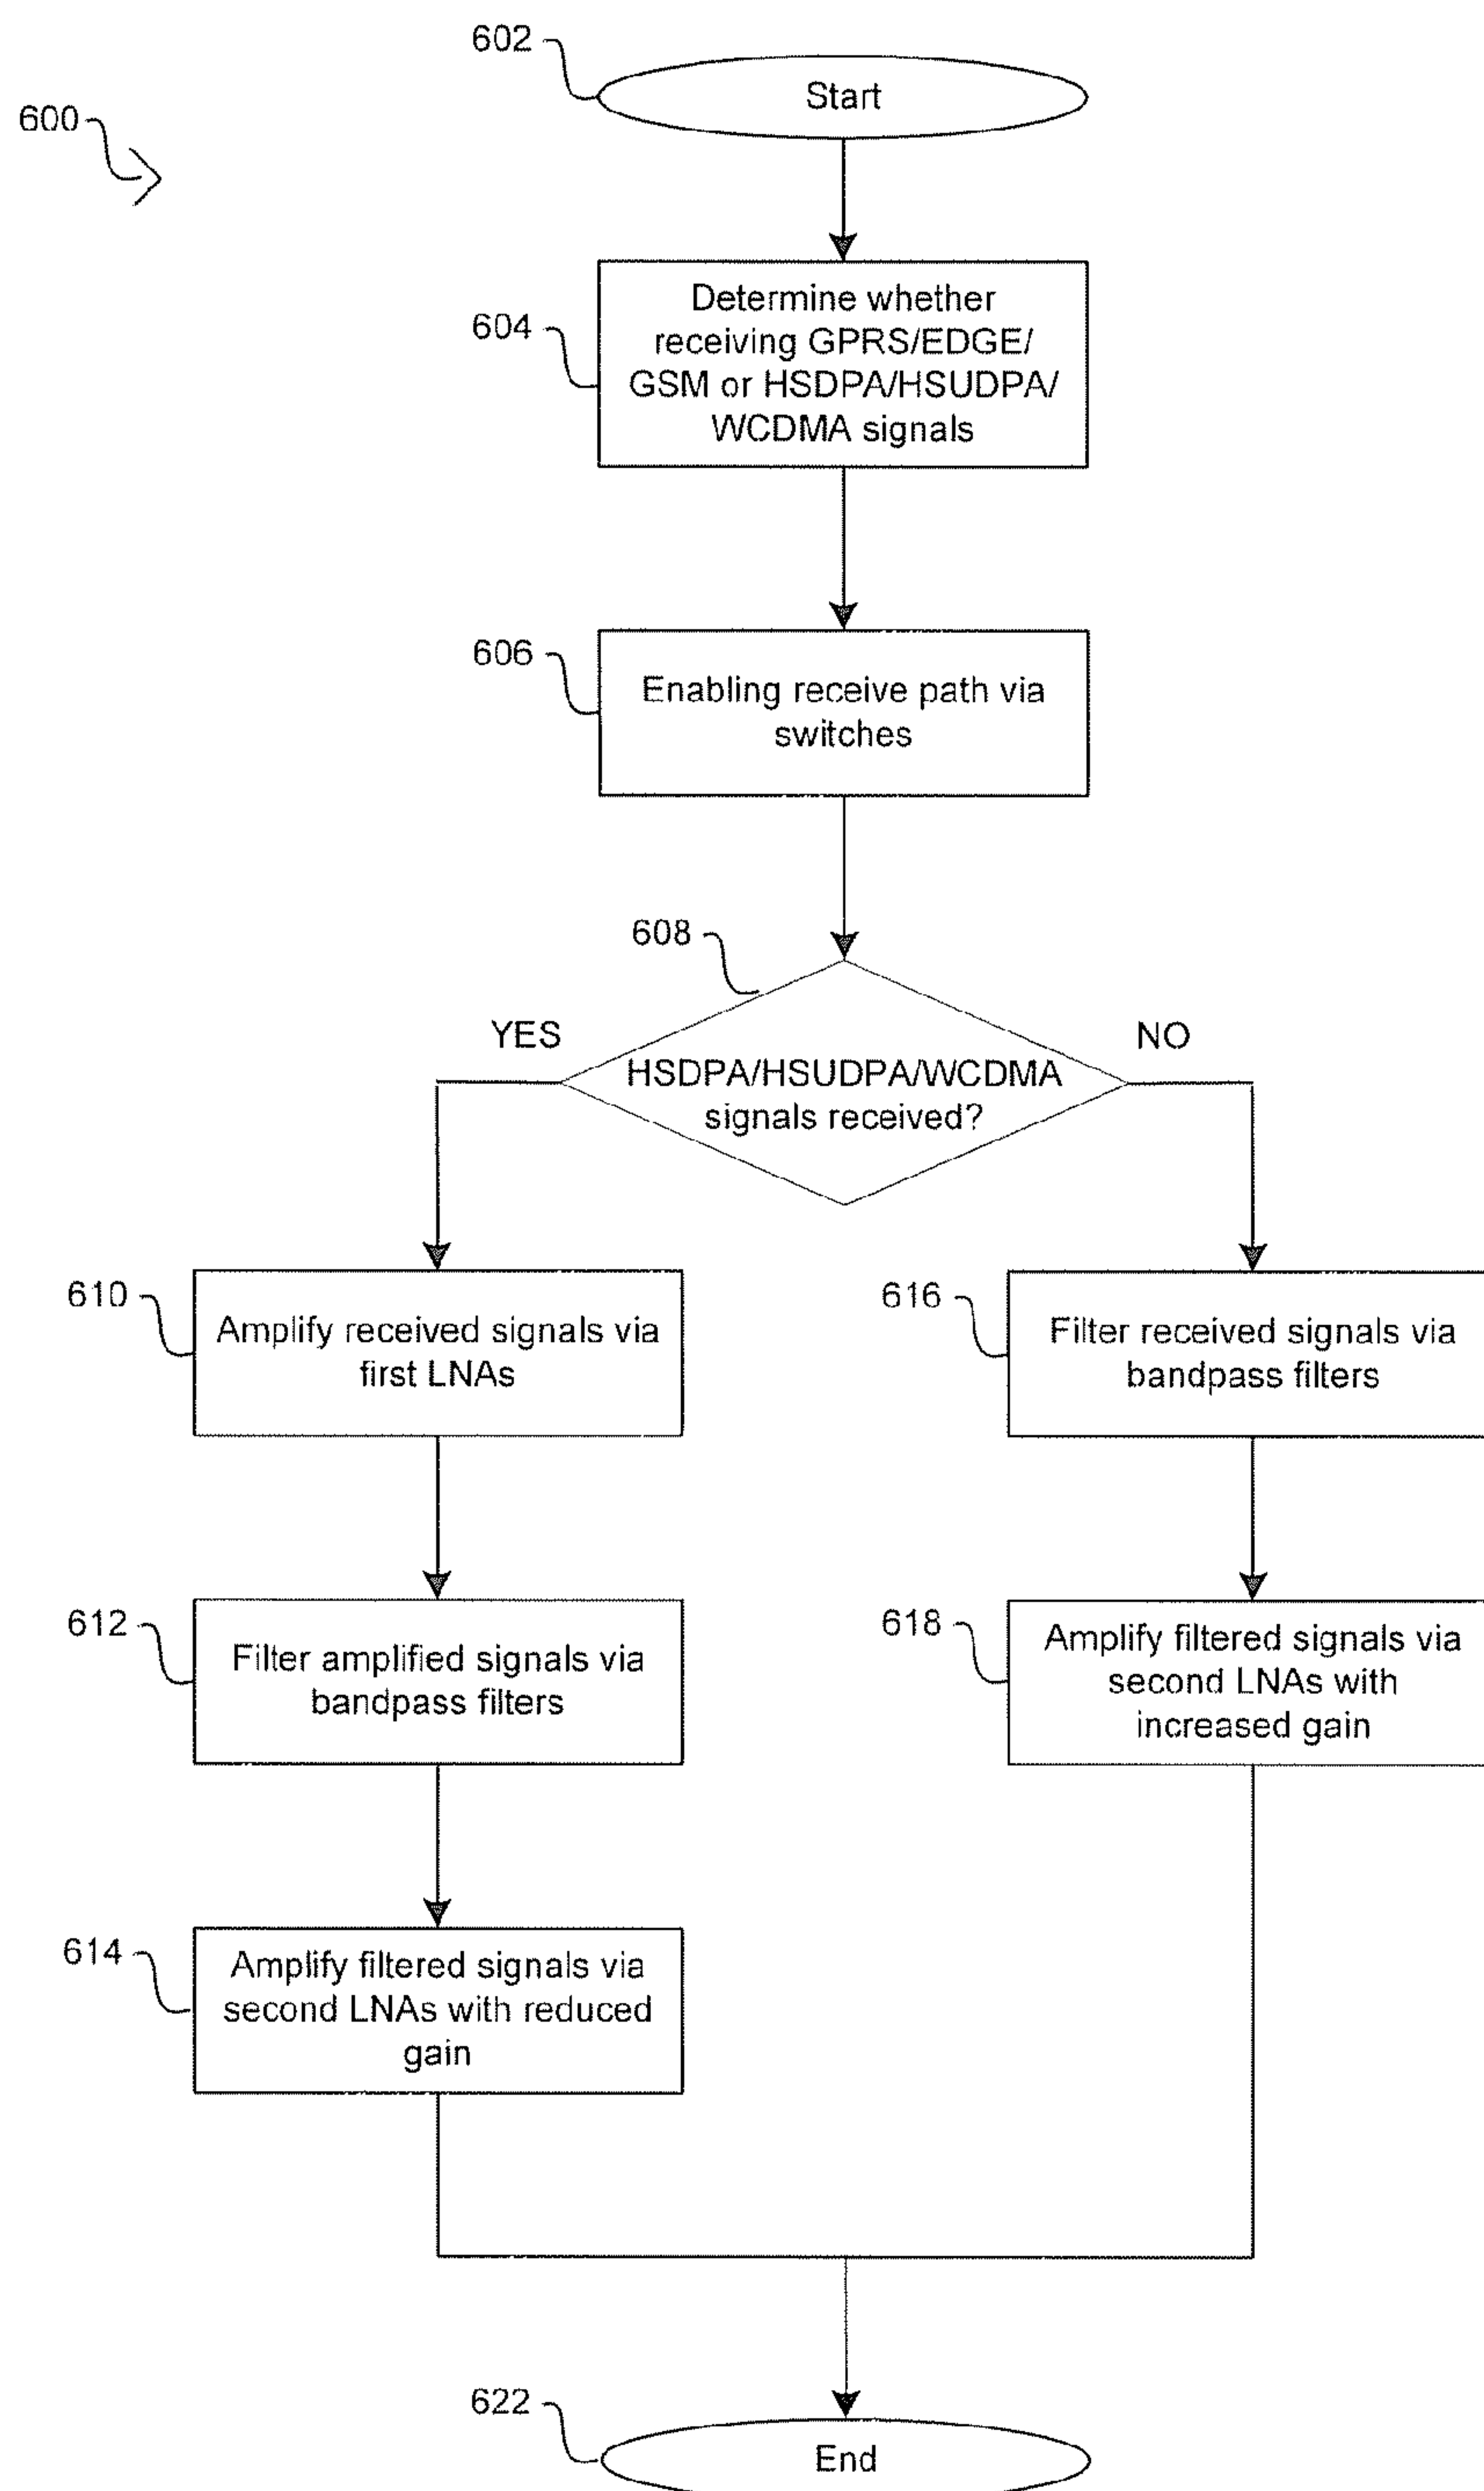 602
Start
600
604
Determine whether
receiving GPRS/EDGE/
GSM or HSDPA/HSUDPA/
WCDMA signals
606
Enabling receive path via
switches
608
YES
NO
HSDPA/HSUDPA/WCDMA
signals received?
610
Amplify received signals via
first LNAs
616
Filter received signals via
bandpass filters
612
Filter amplified signals via
bandpass filters
618
Amplify filtered signals via
second LNAs with
increased gain
614
Amplify filtered signals via
second LNAs with reduced
gain
622
End